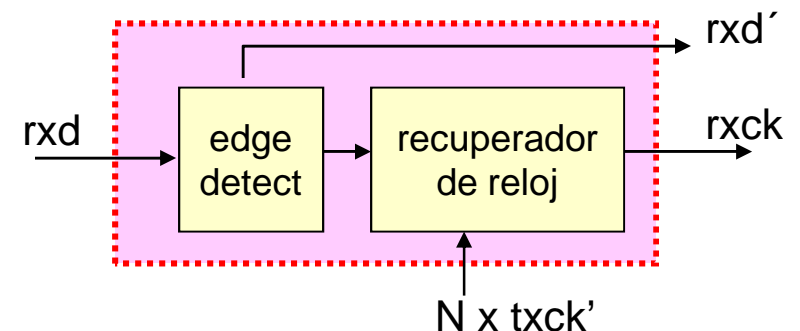 rxd´
rxd
edge
detect
recuperador
de reloj
rxck
N x txck’